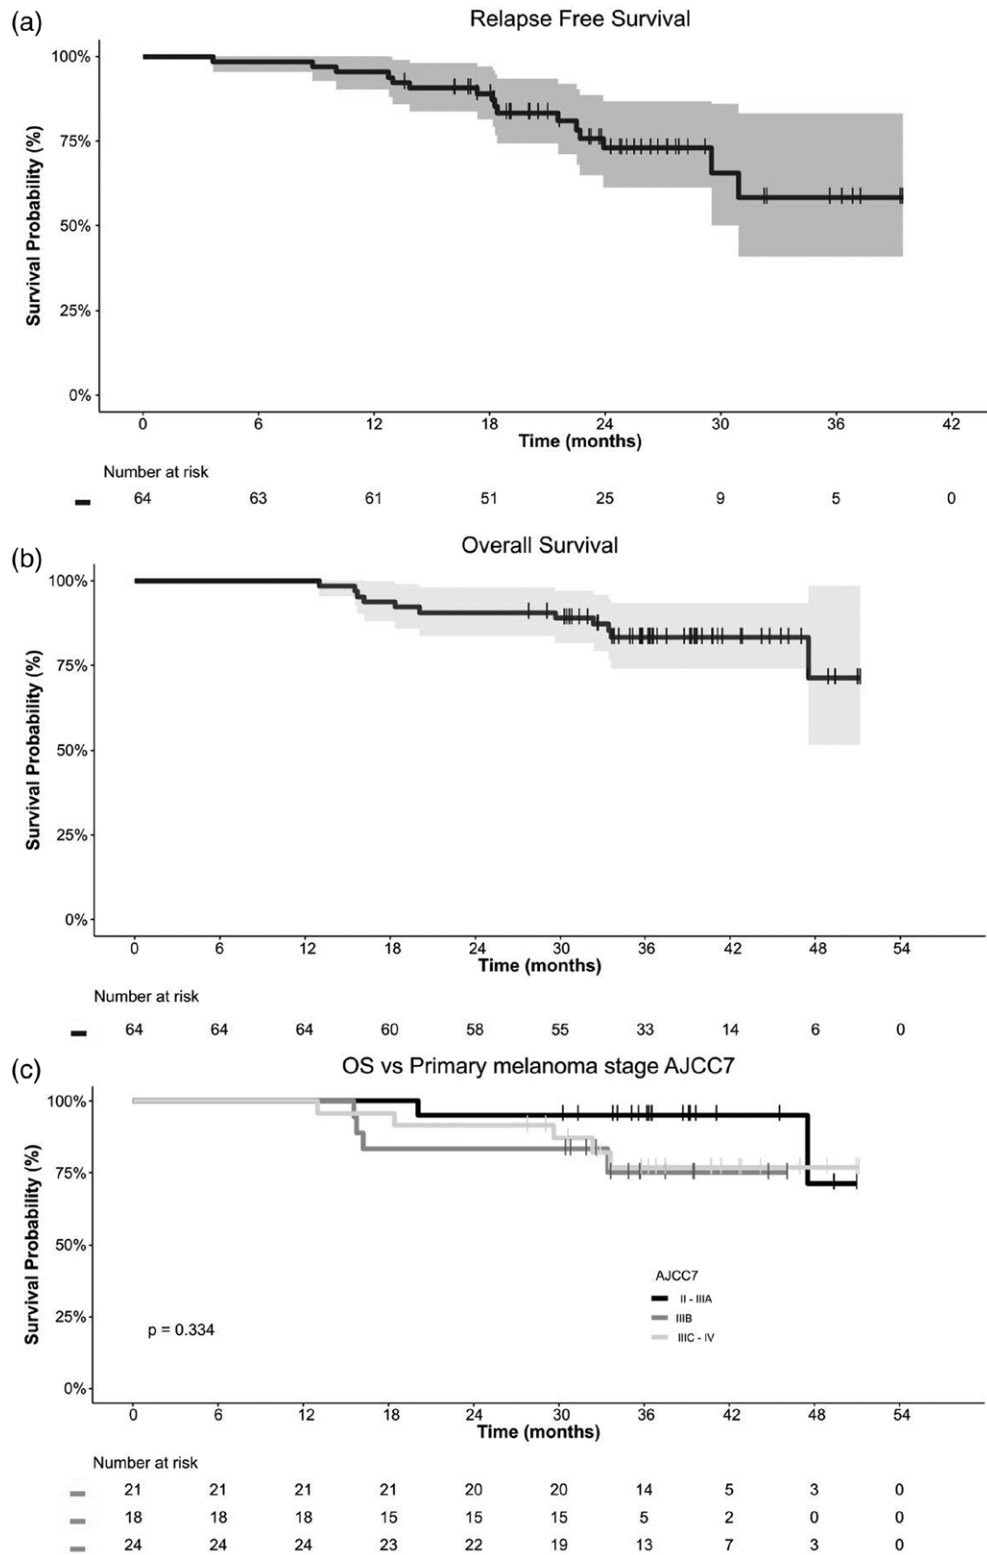 (a)
Relapse Free Survival
100%
75%
50%
25%
0%
Survival Probability (%)
0 6 12 18 24 30 36 42
Time (months)
Number at risk
64 63 61 51 25 9 5 0
(b)
Overall Survival
100%
75%
50%
25%
0%
Survival Probability (%)
0 6 12 18 24 30 36 42 48 54
Time (months)
Number at risk
64 64 64 60 58 55 33 14 6 0
(c)
OS vs Primary melanoma stage AJCC7
100%
75%
50%
25%
0%
Survival Probability (%)
AJCC7
II - IIIA
IIIB
IIIC - IV
p = 0.334
0 6 12 18 24 30 36 42 48 54
Time (months)
Number at risk
21 21 21 21 20 20 14 5 3 0
18 18 18 15 15 15 5 2 0 0
24 24 24 23 22 19 13 7 3 0